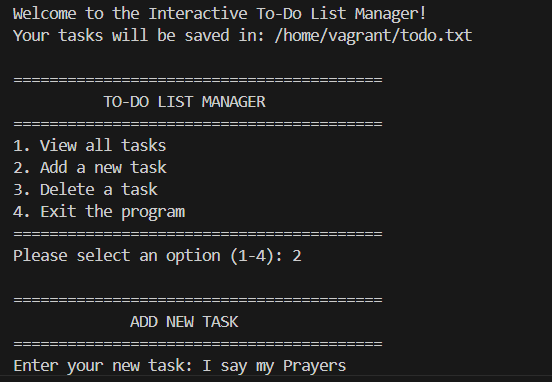 Welcome to the Interactive To-Do List Manager!
Your tasks will be saved in: /home/vagrant/todo.txt
=========================================
TO-DO LIST MANAGER
=========================================
1. View all tasks
2. Add a new task
3. Delete a task
4. Exit the program
=========================================
Please select an option (1-4): 2
=========================================
ADD NEW TASK
=========================================
Enter your new task: I say my Prayers